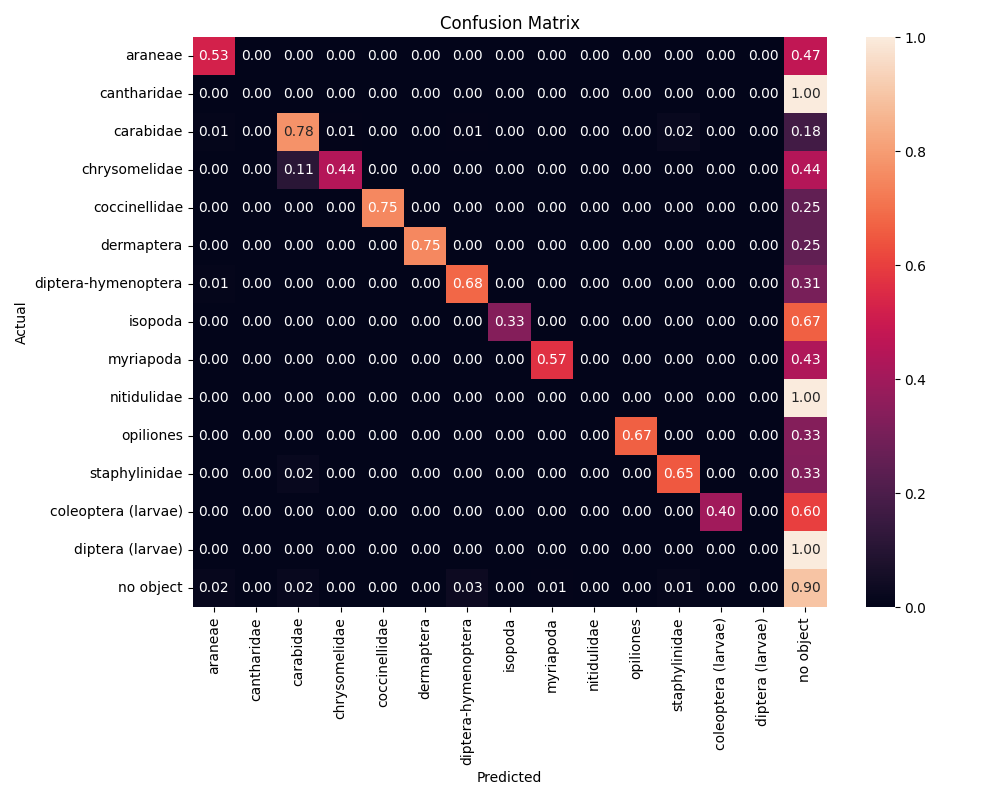 Confusion Matrix
Actual
araneae 0.53 0.00 0.00 0.00 0.00 0.00 0.00 0.00 0.00 0.00 0.00 0.00 0.00 0.00 0.47
cantharidae 0.00 0.00 0.00 0.00 0.00 0.00 0.00 0.00 0.00 0.00 0.00 0.00 0.00 0.00 1.00
carabidae 0.01 0.00 0.78 0.01 0.00 0.00 0.01 0.00 0.00 0.00 0.00 0.02 0.00 0.00 0.18
chrysomelidae 0.00 0.00 0.11 0.44 0.00 0.00 0.00 0.00 0.00 0.00 0.00 0.00 0.00 0.00 0.44
coccinellidae 0.00 0.00 0.00 0.00 0.75 0.00 0.00 0.00 0.00 0.00 0.00 0.00 0.00 0.00 0.25
dermaptera 0.00 0.00 0.00 0.00 0.00 0.75 0.00 0.00 0.00 0.00 0.00 0.00 0.00 0.00 0.25
diptera-hymenoptera 0.01 0.00 0.00 0.00 0.00 0.00 0.68 0.00 0.00 0.00 0.00 0.00 0.00 0.00 0.31
isopoda 0.00 0.00 0.00 0.00 0.00 0.00 0.00 0.33 0.00 0.00 0.00 0.00 0.00 0.00 0.67
myriapoda 0.00 0.00 0.00 0.00 0.00 0.00 0.00 0.00 0.57 0.00 0.00 0.00 0.00 0.00 0.43
nitidulidae 0.00 0.00 0.00 0.00 0.00 0.00 0.00 0.00 0.00 0.00 0.00 0.00 0.00 0.00 1.00
opiliones 0.00 0.00 0.00 0.00 0.00 0.00 0.00 0.00 0.00 0.00 0.67 0.00 0.00 0.00 0.33
staphylinidae 0.00 0.00 0.02 0.00 0.00 0.00 0.00 0.00 0.00 0.00 0.00 0.65 0.00 0.00 0.33
coleoptera (larvae) 0.00 0.00 0.00 0.00 0.00 0.00 0.00 0.00 0.00 0.00 0.00 0.00 0.40 0.00 0.60
diptera (larvae) 0.00 0.00 0.00 0.00 0.00 0.00 0.00 0.00 0.00 0.00 0.00 0.00 0.00 0.00 1.00
no object 0.02 0.00 0.02 0.00 0.00 0.00 0.03 0.00 0.01 0.00 0.00 0.01 0.00 0.00 0.90
araneae
cantharidae
carabidae
chrysomelidae
coccinellidae
dermaptera
diptera-hymenoptera
isopoda
myriapoda
nitidulidae
opiliones
staphylinidae
coleoptera (larvae)
diptera (larvae)
no object
Predicted
1.0
0.8
0.6
0.4
0.2
0.0